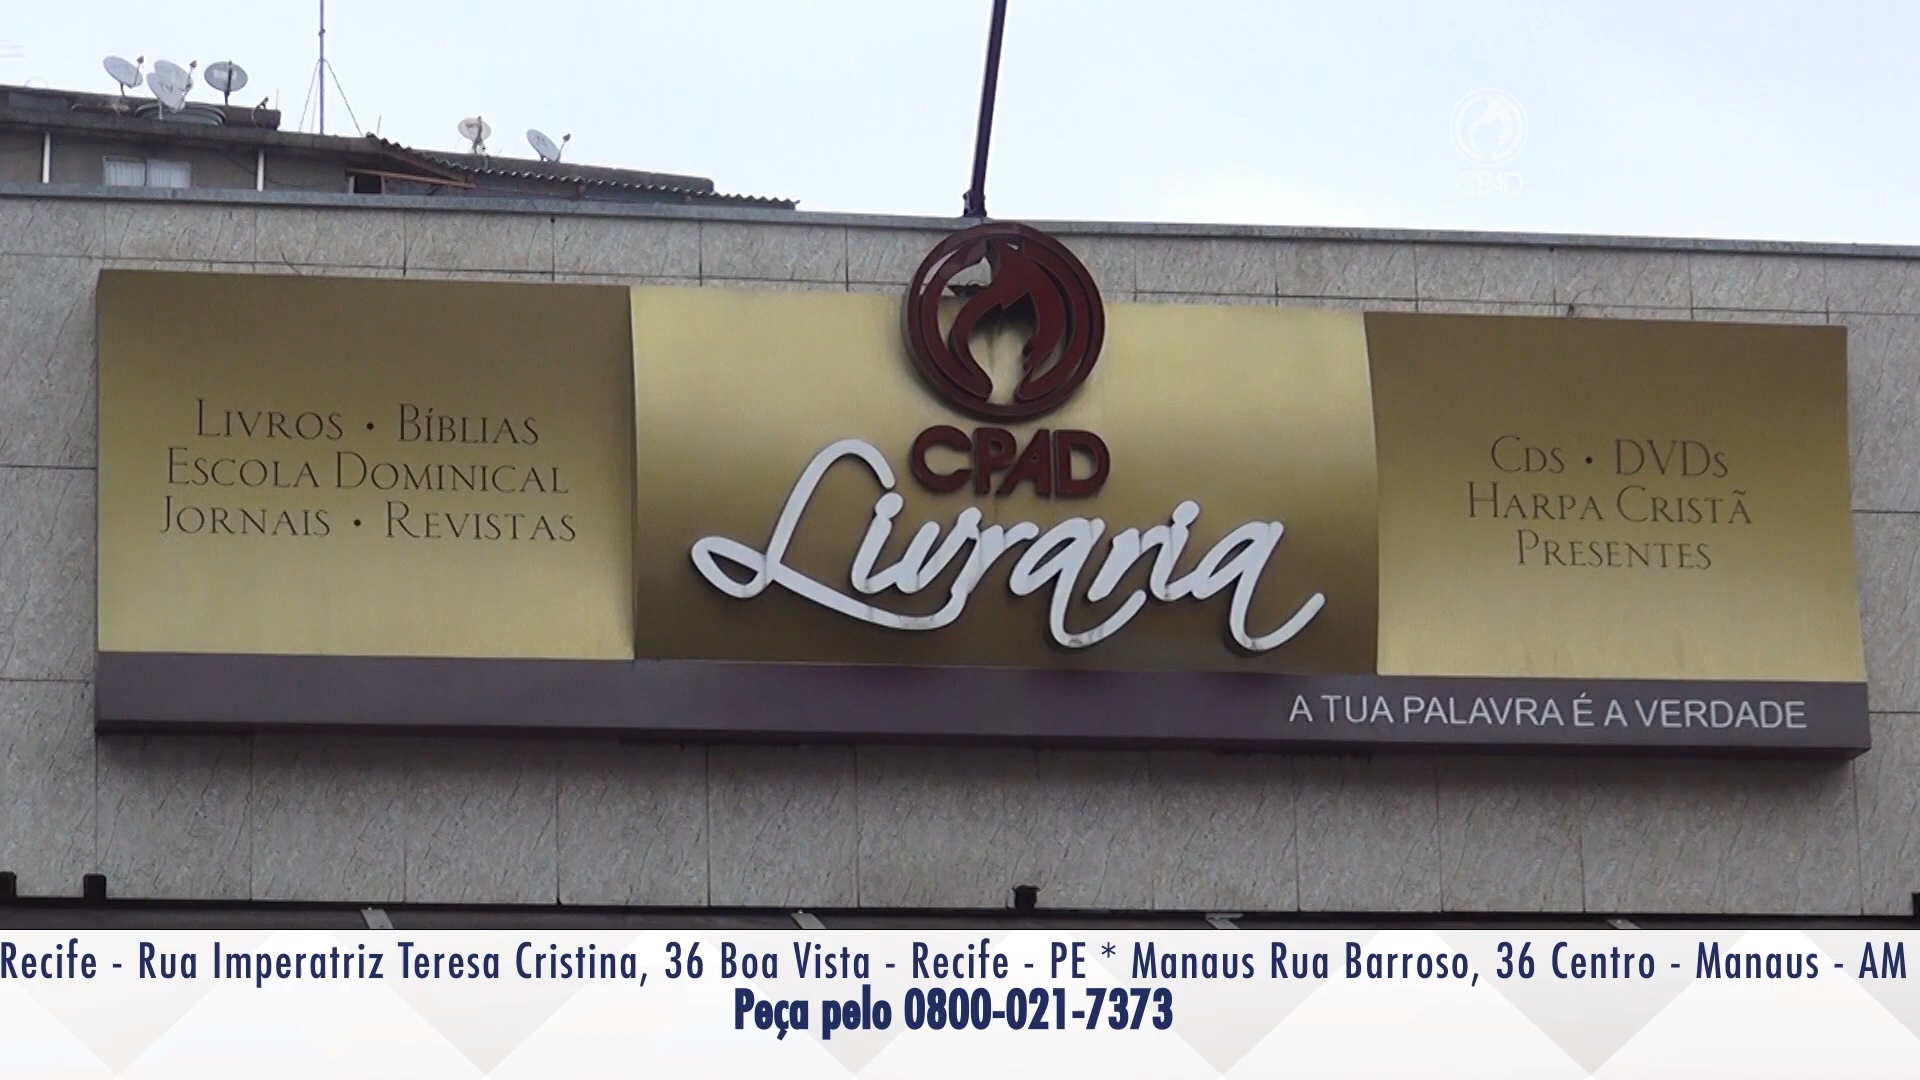 CPAD
LIVROS • BÍBLIAS
ESCOLA DOMINICAL
JORNAIS • REVISTAS
CPAD
Livraria
CDS • DVDS
HARPA CRISTÃ
PRESENTES
A TUA PALAVRA É A VERDADE
Recife - Rua Imperatriz Teresa Cristina, 36 Boa Vista - Recife - PE * Manaus Rua Barroso, 36 Centro - Manaus - AM
Peça pelo 0800-021-7373